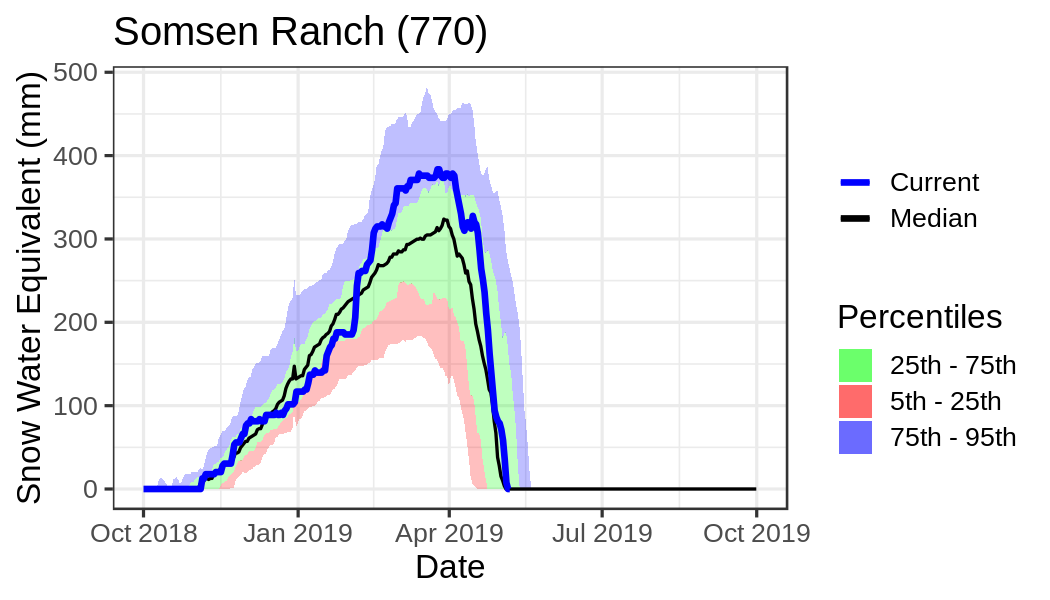 Somsen Ranch (770)
Snow Water Equivalent (mm)
500
400
300
200
100
0
Oct 2018
Jan 2019
Apr 2019
Jul 2019
Oct 2019
Date
Current
Median
Percentiles
25th - 75th
5th - 25th
75th - 95th